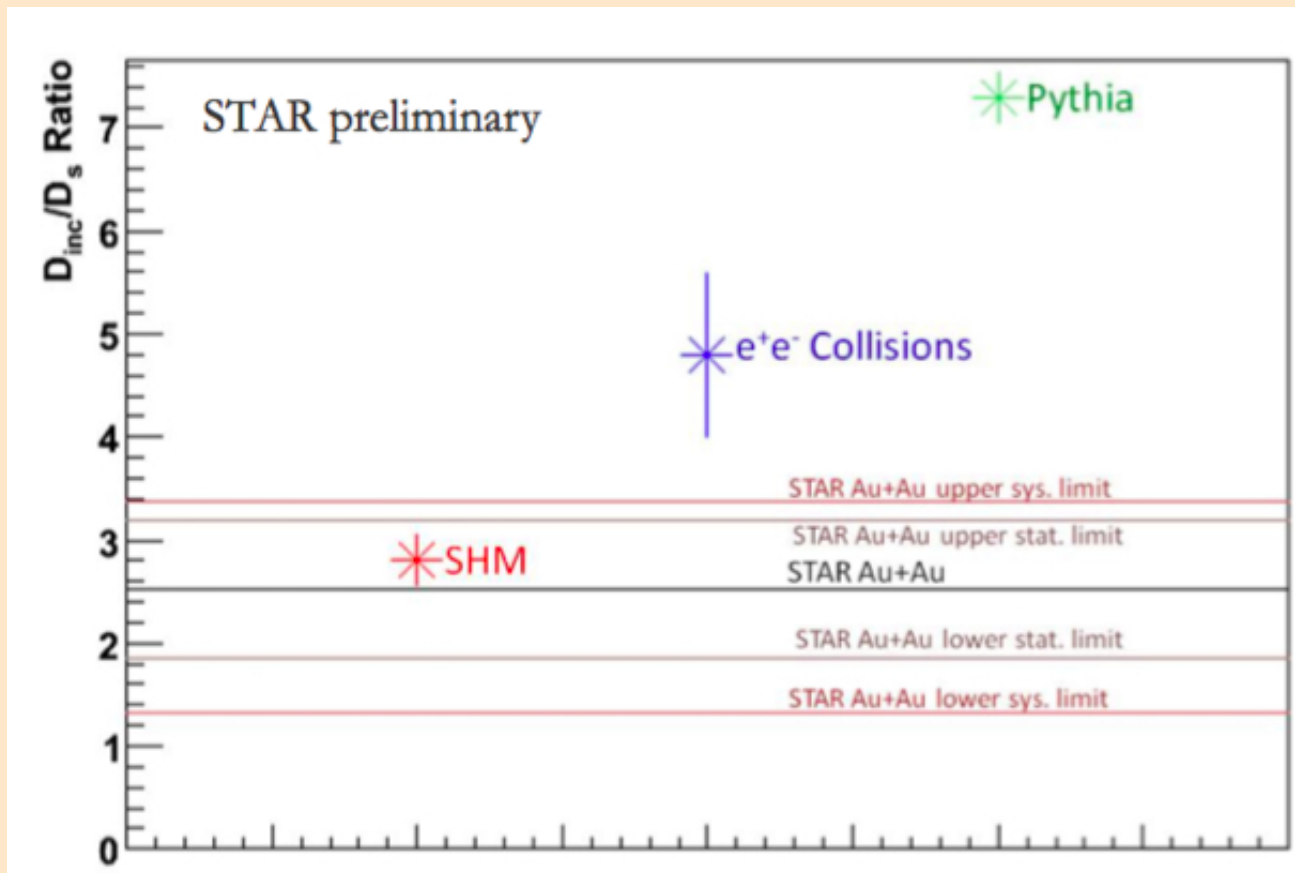 STAR preliminary
Pythia
D_inc/D_s Ratio
7
6
5
4
3
2
1
0
e⁺e⁻ Collisions
STAR Au+Au upper sys. limit
STAR Au+Au upper stat. limit
SHM
STAR Au+Au
STAR Au+Au lower stat. limit
STAR Au+Au lower sys. limit